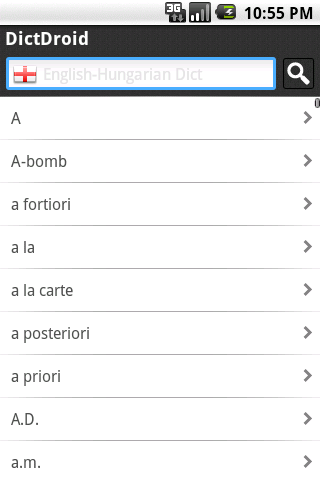 3G 10:55 PM
DictDroid
English-Hungarian Dict
A
A-bomb
a fortiori
a la
a la carte
a posteriori
a priori
A.D.
a.m.